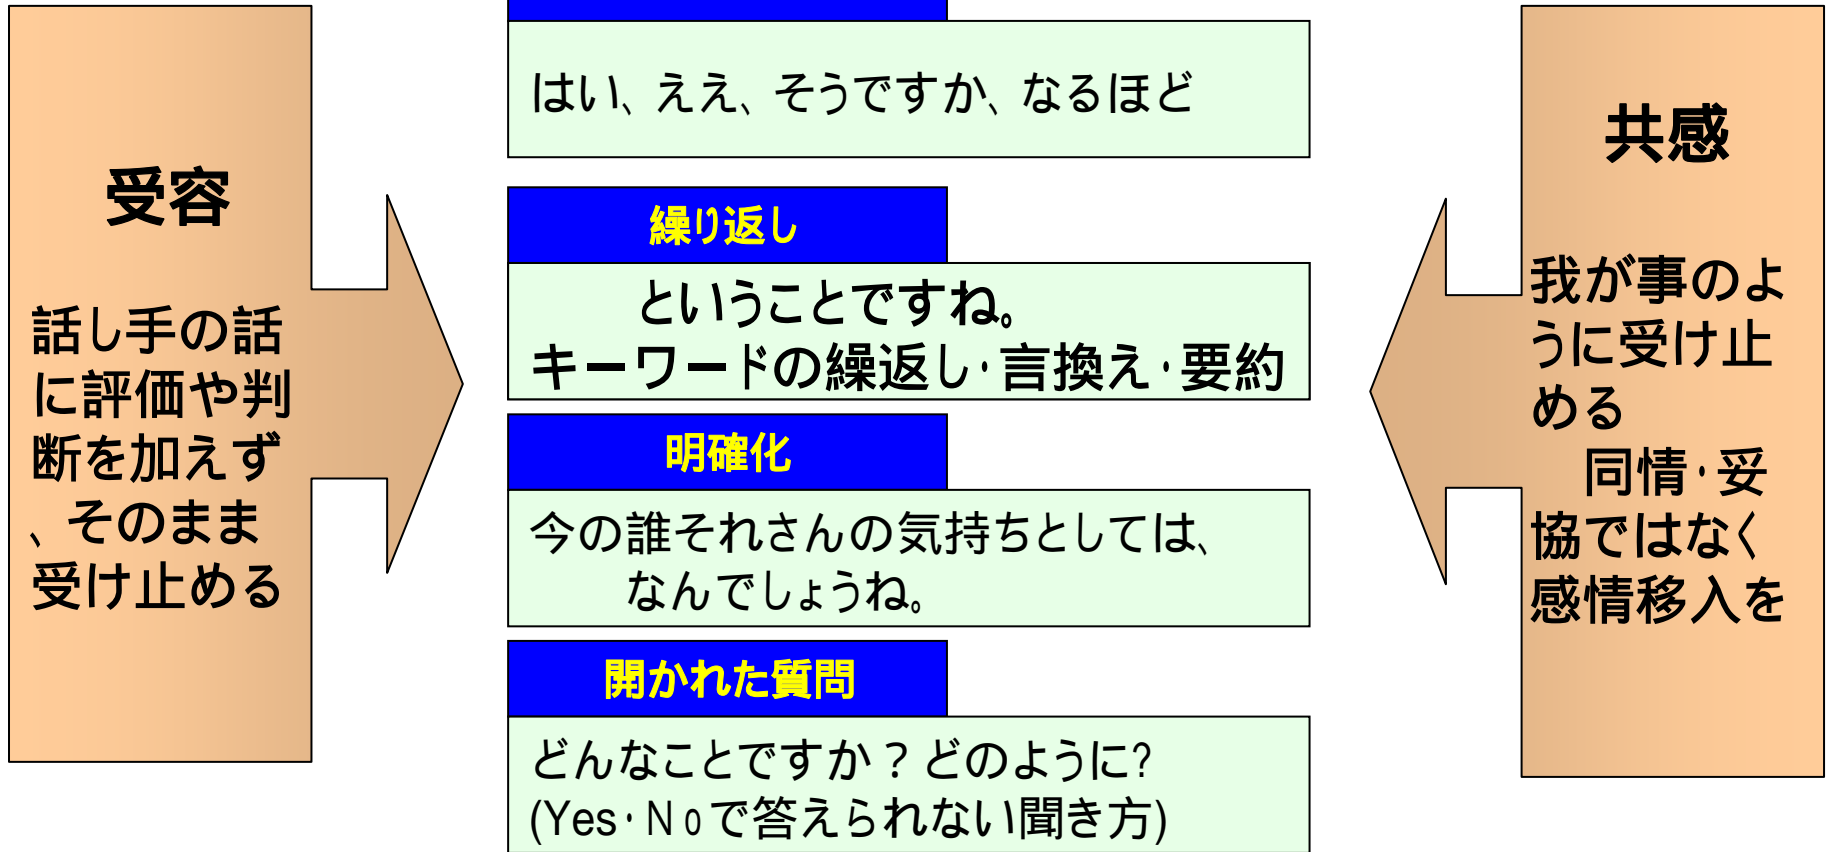 受容
話し手の話
に評価や判
断を加えず
、そのまま
受け止める
はい、ええ、そうですか、なるほど
繰り返し
ということですね。
キーワードの繰返し・言換え・要約
明確化
今の誰それさんの気持ちとしては、
なんでしょうね。
開かれた質問
どんなことですか？どのように?
(Yes・Ｎｏで答えられない聞き方)
共感
我が事のよ
うに受け止
める
同情・妥
協ではなく
感情移入を